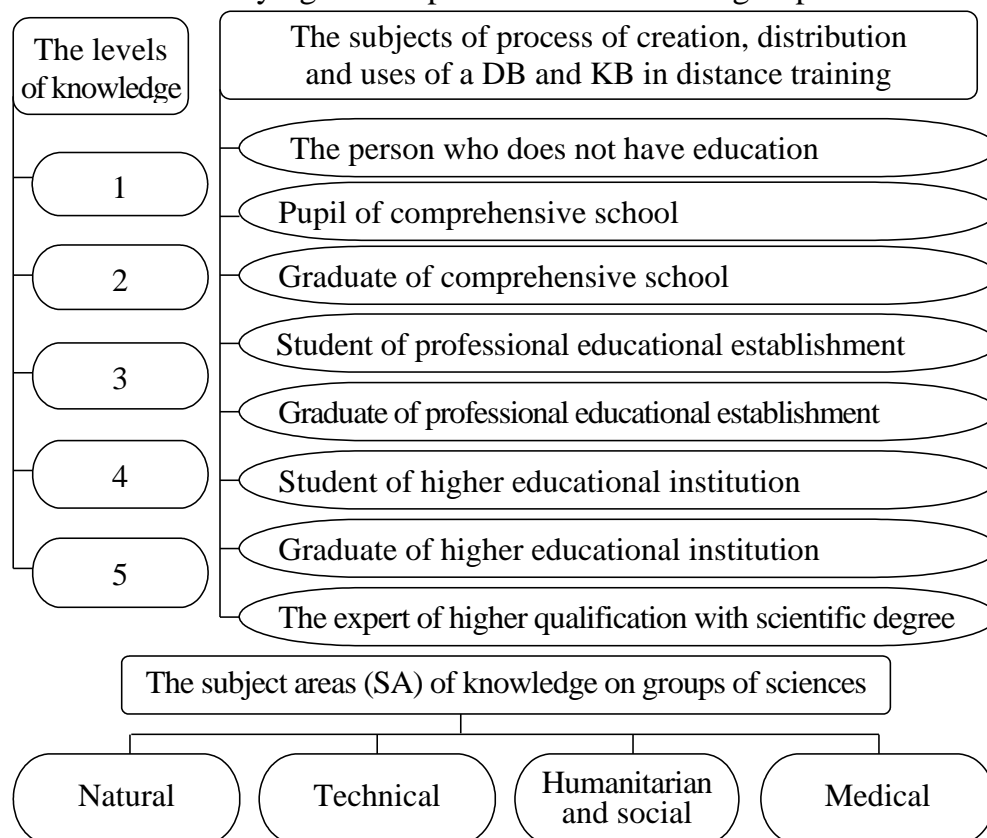 The levels
of knowledge
The subjects of process of creation, distribution
and uses of a DB and KB in distance training
1
2
3
4
5
The person who does not have education
Pupil of comprehensive school
Graduate of comprehensive school
Student of professional educational establishment
Graduate of professional educational establishment
Student of higher educational institution
Graduate of higher educational institution
The expert of higher qualification with scientific degree
The subject areas (SA) of knowledge on groups of sciences
Natural
Technical
Humanitarian
and social
Medical